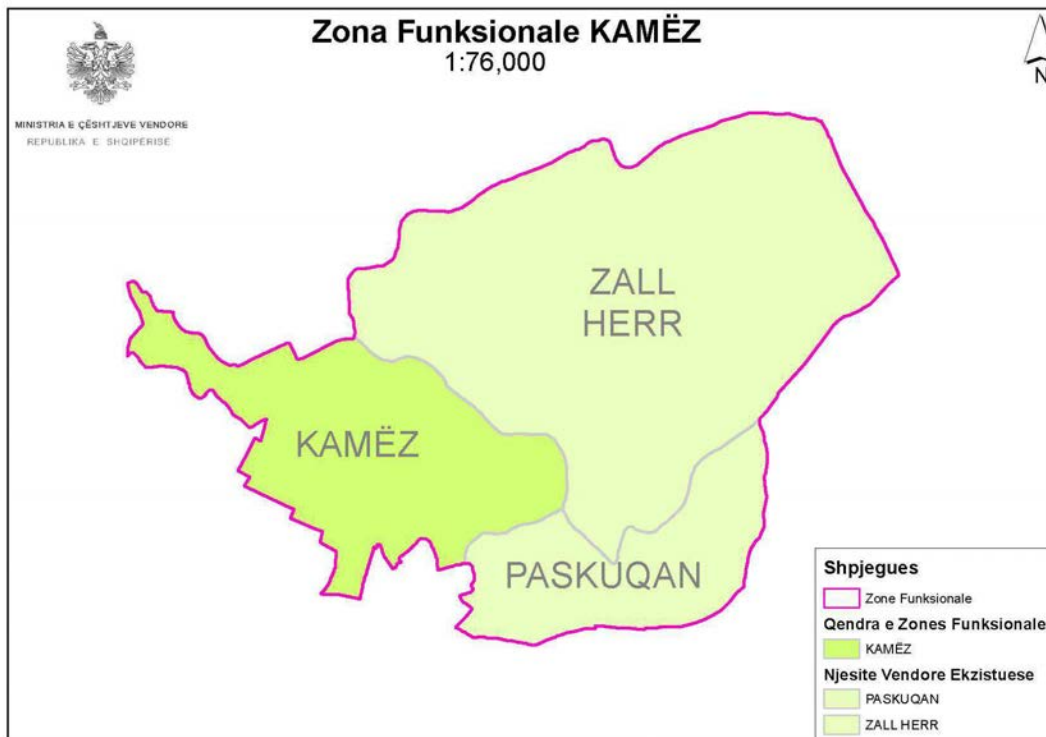 Zona Funksionale KAMËZ
1:76,000
MINISTRIA E ÇËSHTJEVE VENDORE
REPUBLIKA E SHQIPËRISË
N
ZALL
HERR
KAMËZ
PASKUQAN
Shpjegues
Zone Funksionale
Qendra e Zones Funksionale
KAMËZ
Njesite Vendore Ekzistuese
PASKUQAN
ZALL HERR